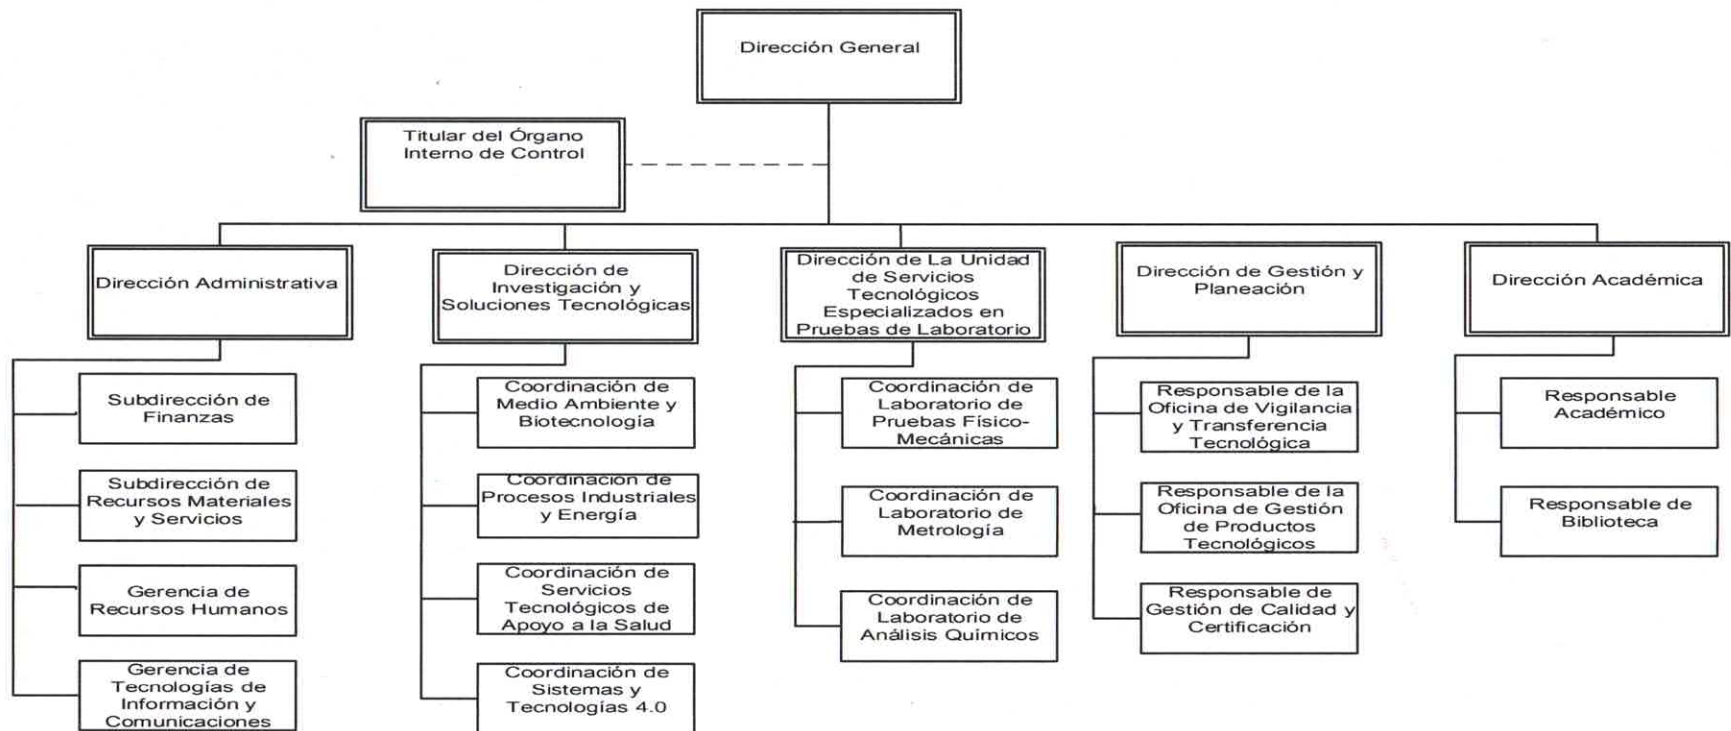 Dirección General
Titular del Órgano
Interno de Control
Dirección Administrativa
Dirección de
Investigación y
Soluciones Tecnológicas
Dirección de La Unidad
de Servicios
Tecnológicos
Especializados en
Pruebas de Laboratorio
Dirección de Gestión y
Planeación
Dirección Académica
Subdirección de
Finanzas
Subdirección de
Recursos Materiales
y Servicios
Gerencia de
Recursos Humanos
Gerencia de
Tecnologías de
Información y
Comunicaciones
Coordinación de
Medio Ambiente y
Biotecnología
Coordinación de
Procesos Industriales
y Energía
Coordinación de
Servicios
Tecnológicos de
Apoyo a la Salud
Coordinación de
Sistemas y
Tecnologías 4.0
Coordinación de
Laboratorio de
Pruebas Físico-
Mecánicas
Coordinación de
Laboratorio de
Metrología
Coordinación de
Laboratorio de
Análisis Químicos
Responsable de la
Oficina de Vigilancia
y Transferencia
Tecnológica
Responsable de la
Oficina de Gestión
de Productos
Tecnológicos
Responsable de
Gestión de Calidad y
Certificación
Responsable
Académico
Responsable de
Biblioteca